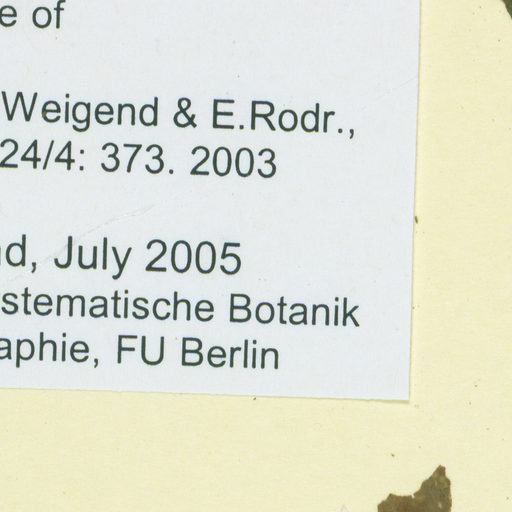 e of
Weigend & E.Rodr.,
24/4: 373. 2003
d, July 2005
stematische Botanik
aphie, FU Berlin